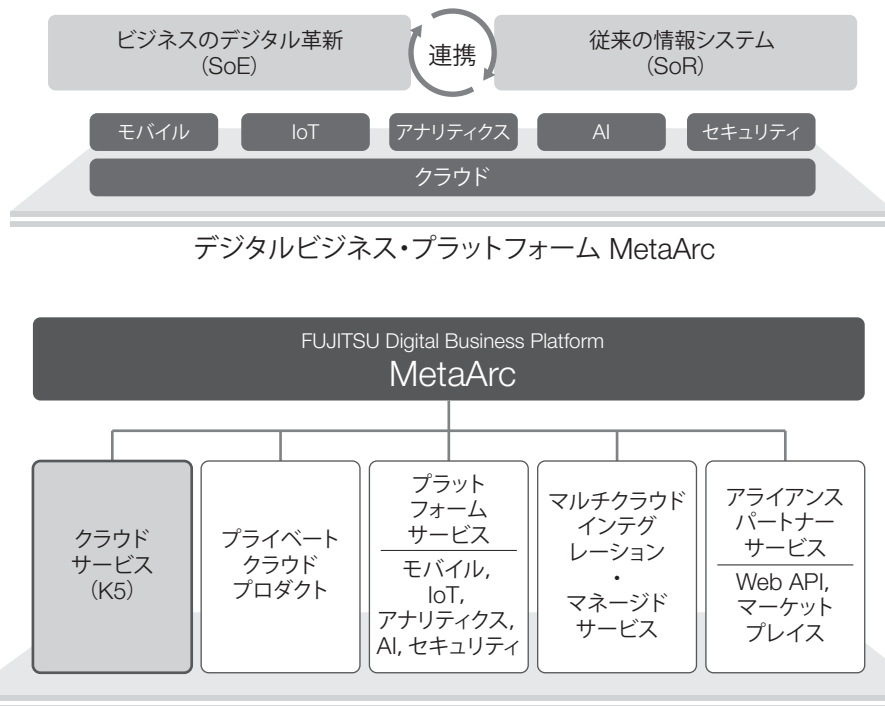 ビジネスのデジタル革新
(SoE)
連携
従来の情報システム
(SoR)
モバイル
IoT
アナリティクス
AI
セキュリティ
クラウド
デジタルビジネス・プラットフォーム MetaArc
FUJITSU Digital Business Platform
MetaArc
クラウド
サービス
(K5)
プライベート
クラウド
プロダクト
プラット
フォーム
サービス
モバイル,
IoT,
アナリティクス,
AI, セキュリティ
マルチクラウド
インテグ
レーション
・
マネージド
サービス
アライアンス
パートナー
サービス
Web API,
マーケット
プレイス